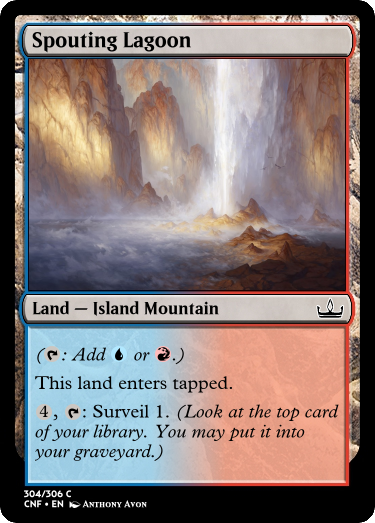 Spouting Lagoon
Land — Island Mountain
(: Add or .)
This land enters tapped.
4, : Surveil 1. (Look at the top card
of your library. You may put it into
your graveyard.)
304/306 C
CNF • EN Anthony Avon